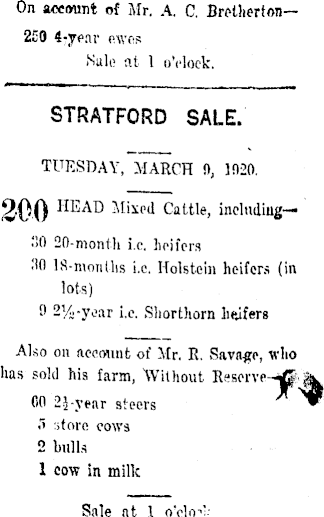 On account of Mr. A. C. Bretherton—
250 4-year ewes
Sale at 1 o'clock.
STRATFORD SALE.
TUESDAY, MARCH 9, 1920.
200 HEAD Mixed Cattle, including—
30 20-month i.c. heifers
30 18-months i.c. Holstein heifers (in
lots)
9 2½-year i.c. Shorthorn heifers
Also on account of Mr. R. Savage, who
has sold his farm, Without Reserve—
60 2½-year steers
5 store cows
2 bulls
1 cow in milk
Sale at 1 o'clock